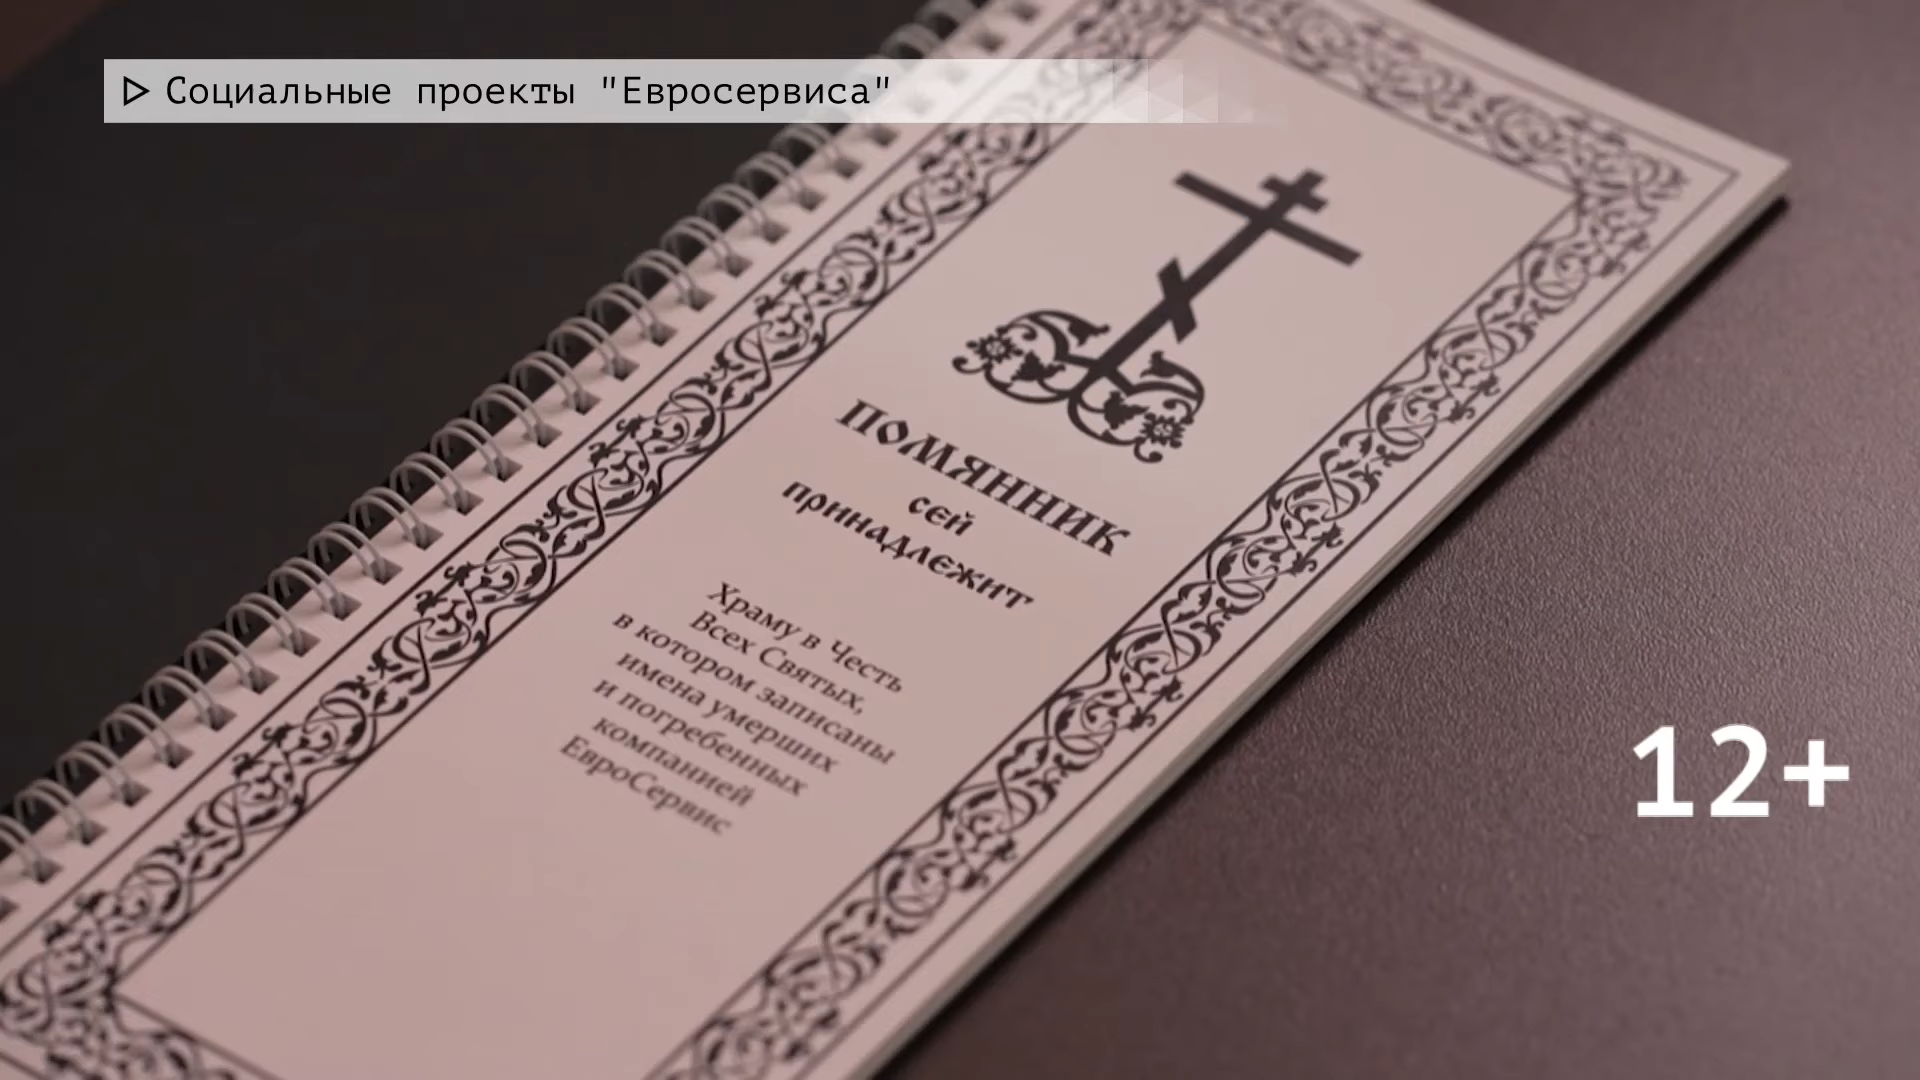 Социальные проекты "Евросервиса"
ПОМЯННИК
сей
принадлежит
Храму в Честь
Всех Святых,
в котором записаны
имена умерших
и погребенных
компанией
ЕвроСервис
12+